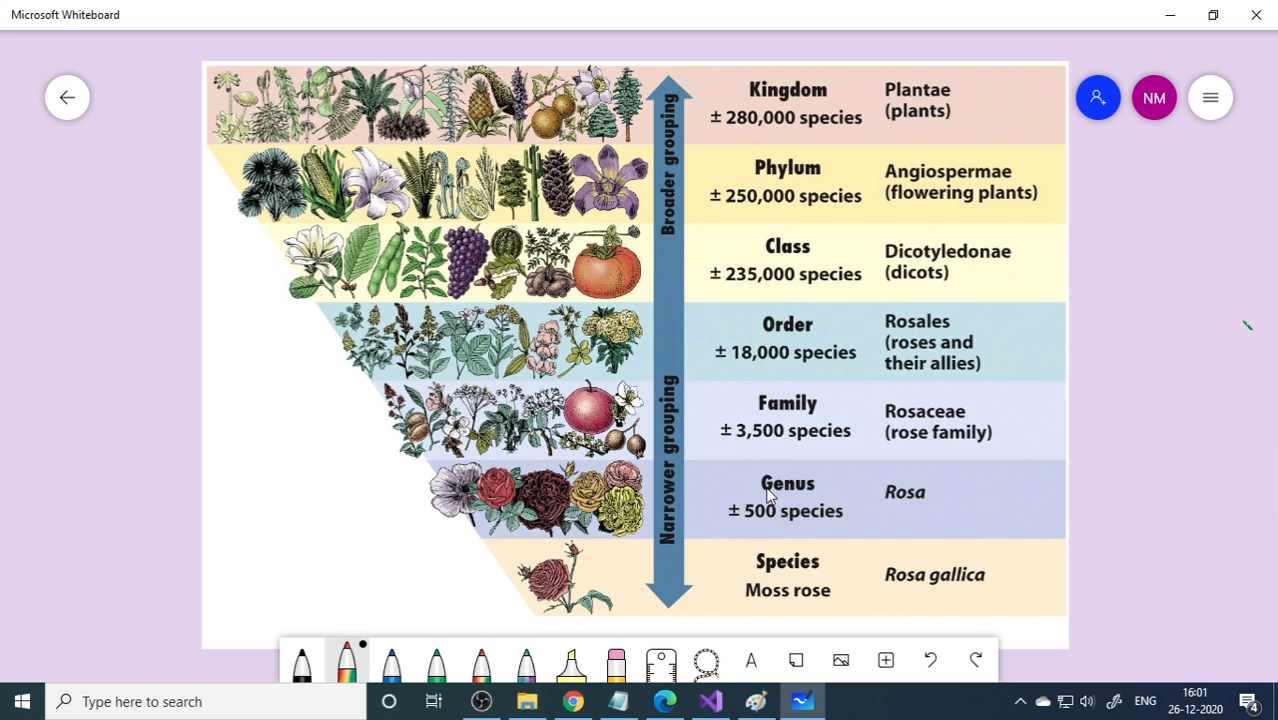 Microsoft Whiteboard
NM
Kingdom
± 280,000 species
Plantae
(plants)
Broader grouping
Phylum
± 250,000 species
Angiospermae
(flowering plants)
Class
± 235,000 species
Dicotyledonae
(dicots)
Order
± 18,000 species
Rosales
(roses and
their allies)
Narrower grouping
Family
± 3,500 species
Rosaceae
(rose family)
Genus
± 500 species
Rosa
Species
Moss rose
Rosa gallica
A
Type here to search
ENG
16:01
26-12-2020
4